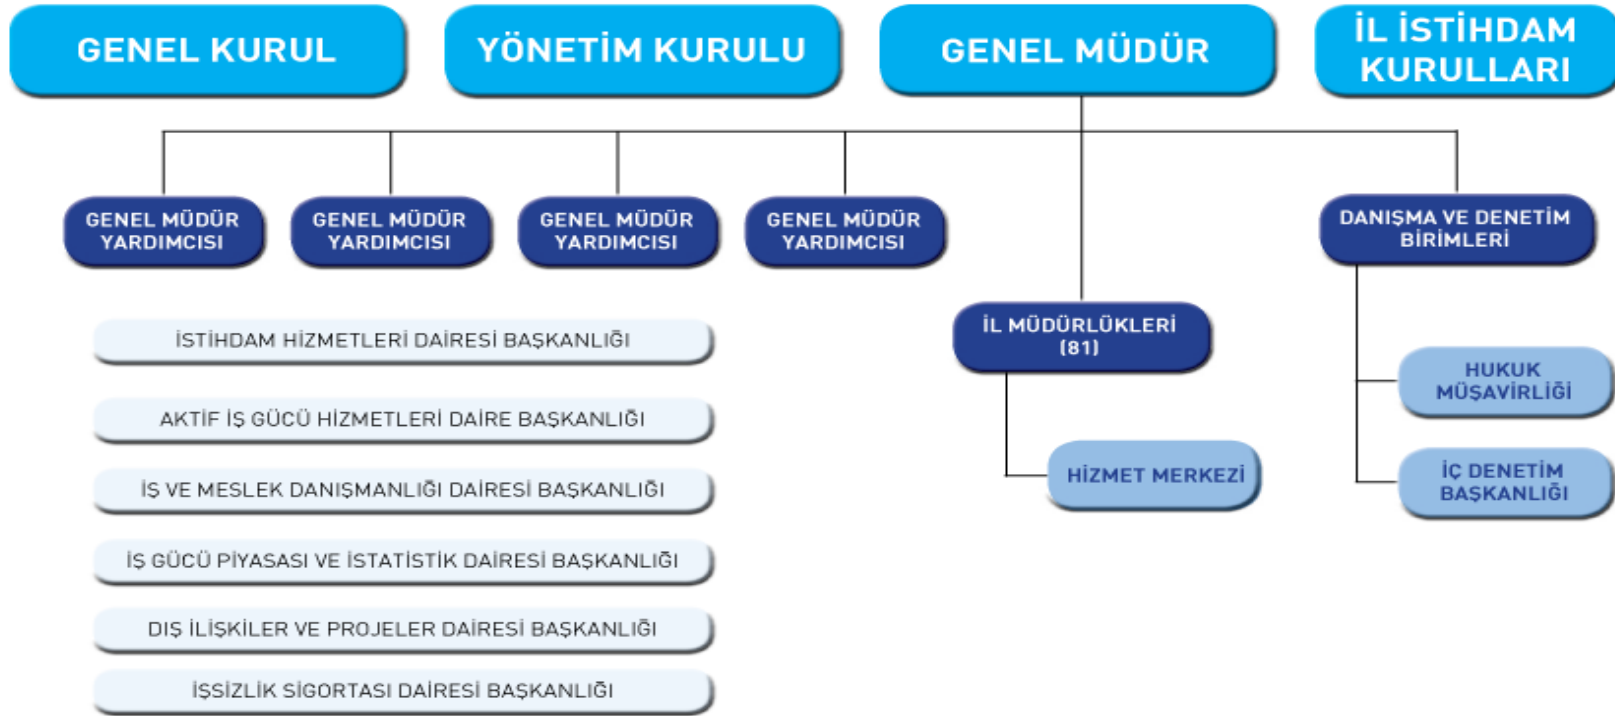 GENEL KURUL
YÖNETİM KURULU
GENEL MÜDÜR
İL İSTİHDAM
KURULLARI
GENEL MÜDÜR
YARDIMCISI
GENEL MÜDÜR
YARDIMCISI
GENEL MÜDÜR
YARDIMCISI
GENEL MÜDÜR
YARDIMCISI
DANIŞMA VE DENETİM
BİRİMLERİ
İSTİHDAM HİZMETLERİ DAİRESİ BAŞKANLIĞI
AKTİF İŞ GÜCÜ HİZMETLERİ DAİRE BAŞKANLIĞI
İŞ VE MESLEK DANIŞMANLIĞI DAİRESİ BAŞKANLIĞI
İŞ GÜCÜ PİYASASI VE İSTATİSTİK DAİRESİ BAŞKANLIĞI
DIŞ İLİŞKİLER VE PROJELER DAİRESİ BAŞKANLIĞI
İŞSİZLİK SİGORTASI DAİRESİ BAŞKANLIĞI
İL MÜDÜRLÜKLERİ
(81)
HİZMET MERKEZİ
HUKUK
MÜŞAVİRLİĞİ
İÇ DENETİM
BAŞKANLIĞI